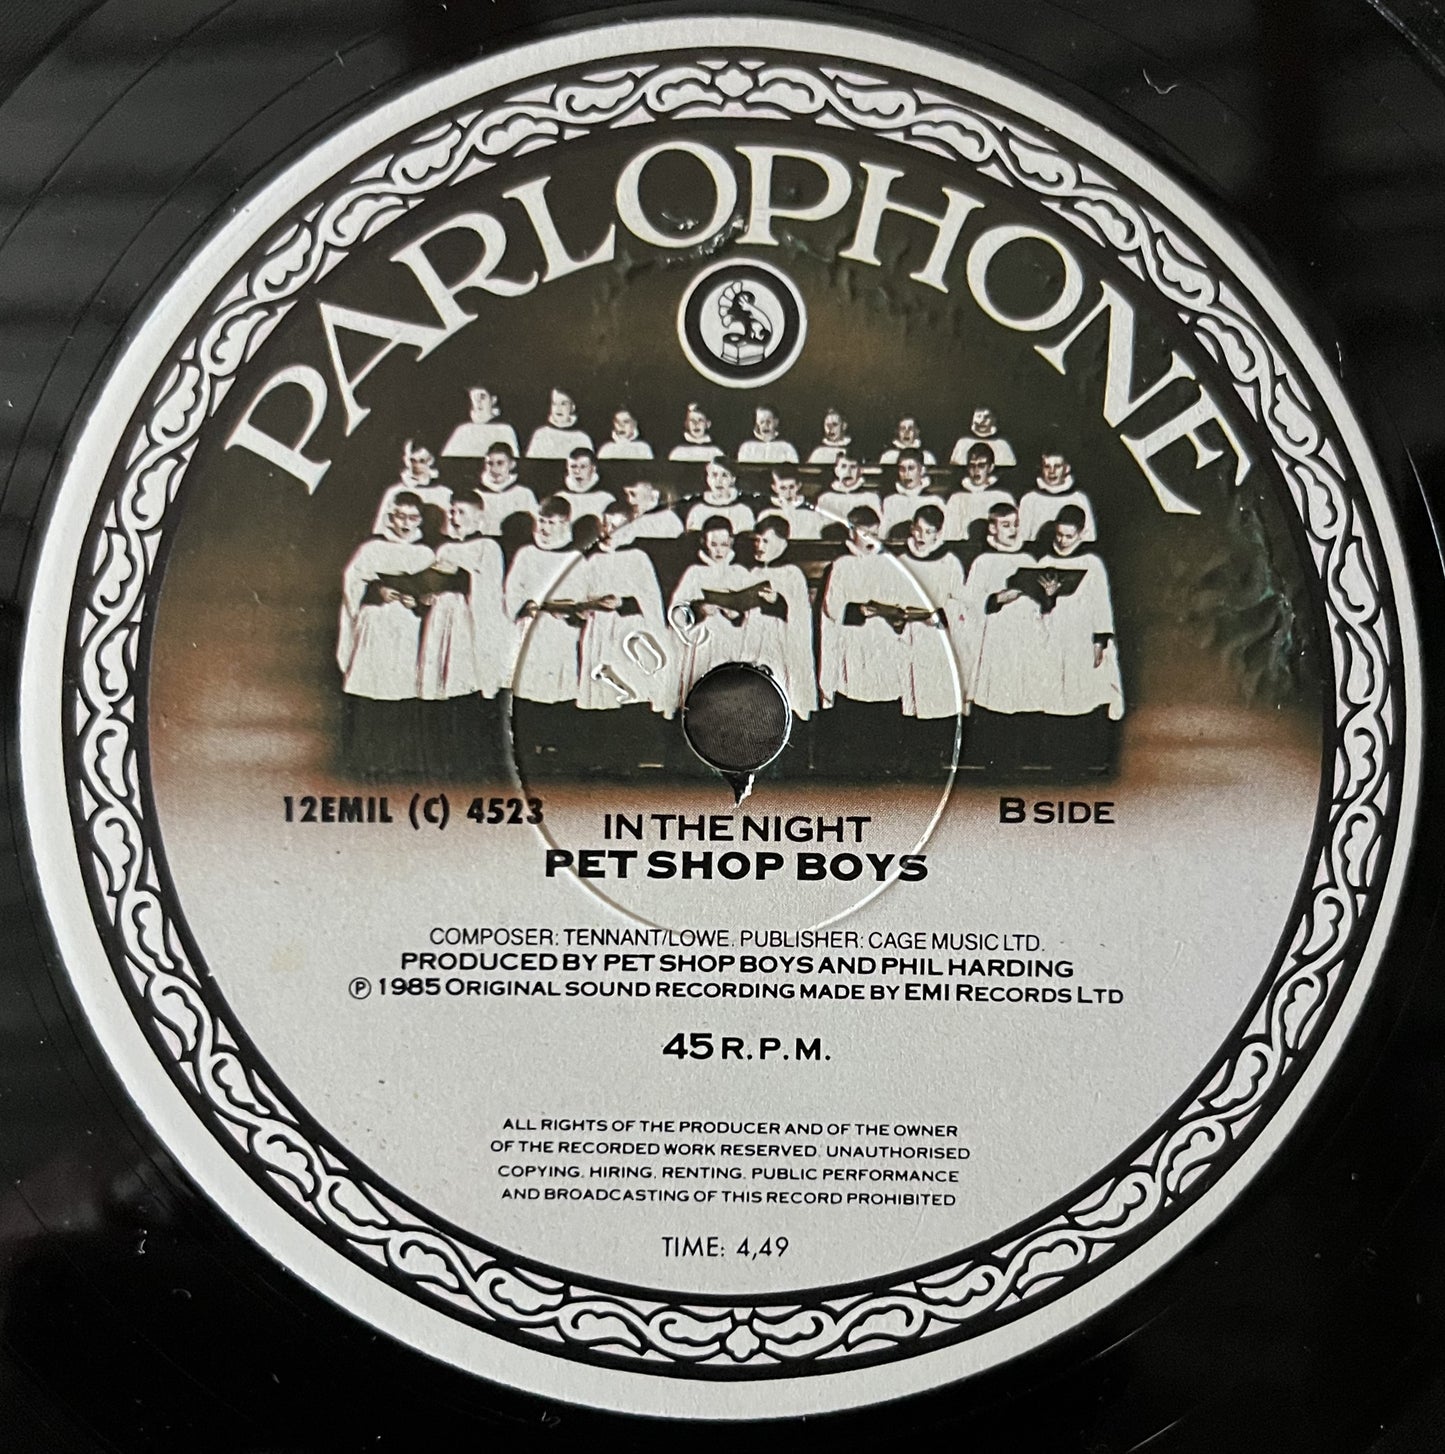 PARLOPHONE
12EMIL (C) 4523
B SIDE
IN THE NIGHT
PET SHOP BOYS
COMPOSER: TENNANT/LOWE. PUBLISHER: CAGE MUSIC LTD.
PRODUCED BY PET SHOP BOYS AND PHIL HARDING
℗ 1985 ORIGINAL SOUND RECORDING MADE BY EMI RECORDS LTD
45 R.P.M.
ALL RIGHTS OF THE PRODUCER AND OF THE OWNER
OF THE RECORDED WORK RESERVED. UNAUTHORISED
COPYING, HIRING, RENTING, PUBLIC PERFORMANCE
AND BROADCASTING OF THIS RECORD PROHIBITED
TIME: 4,49